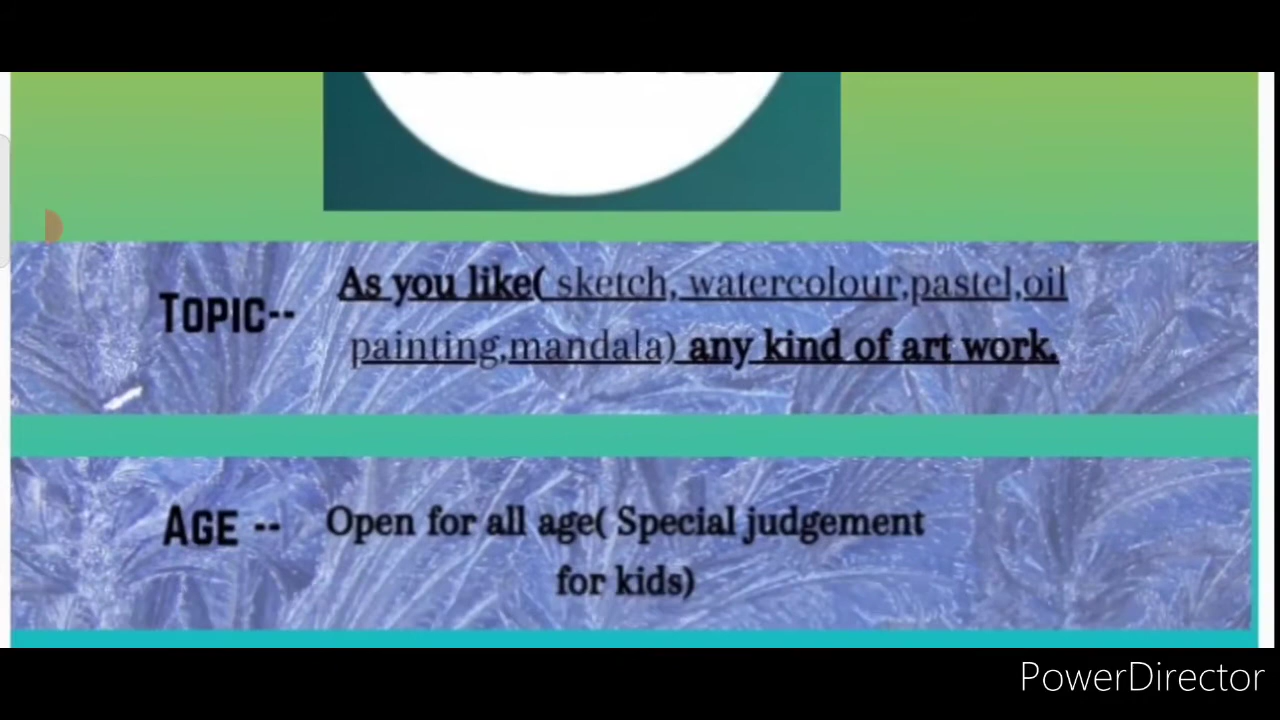 As you like( sketch, watercolour,pastel,oil
Topic--
painting,mandala) any kind of art work.
Age -- Open for all age( Special judgement
for kids)
PowerDirector